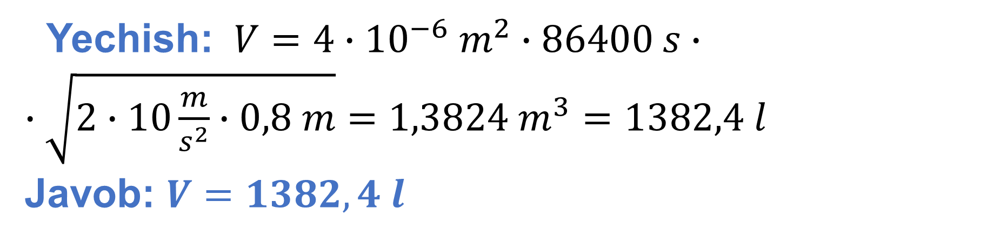 Yechish: V = 4 · 10⁻⁶ m² · 86400 s ·
· √(2 · 10 m/s² · 0,8 m) = 1,3824 m³ = 1382,4 l
Javob: V = 1382,4 l